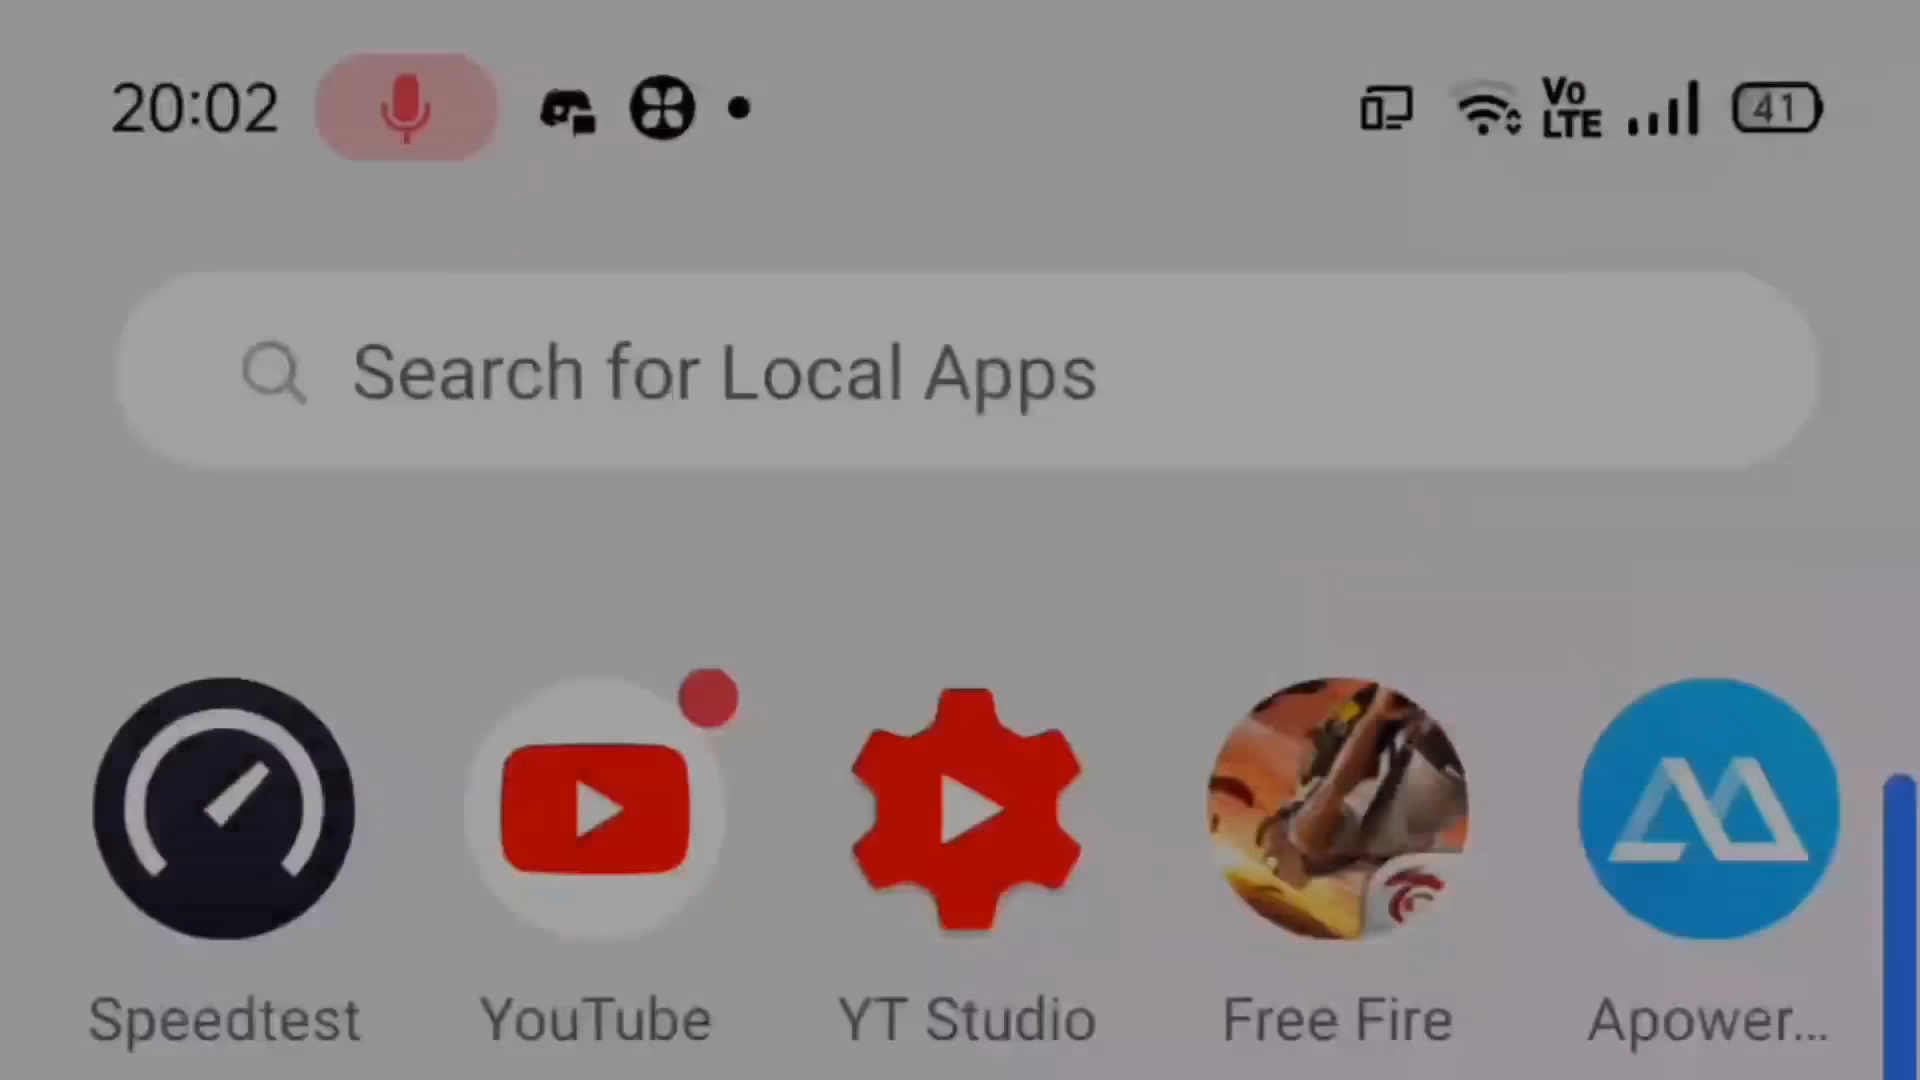 20:02 Vo LTE 41
Search for Local Apps
Speedtest YouTube YT Studio Free Fire Apower...